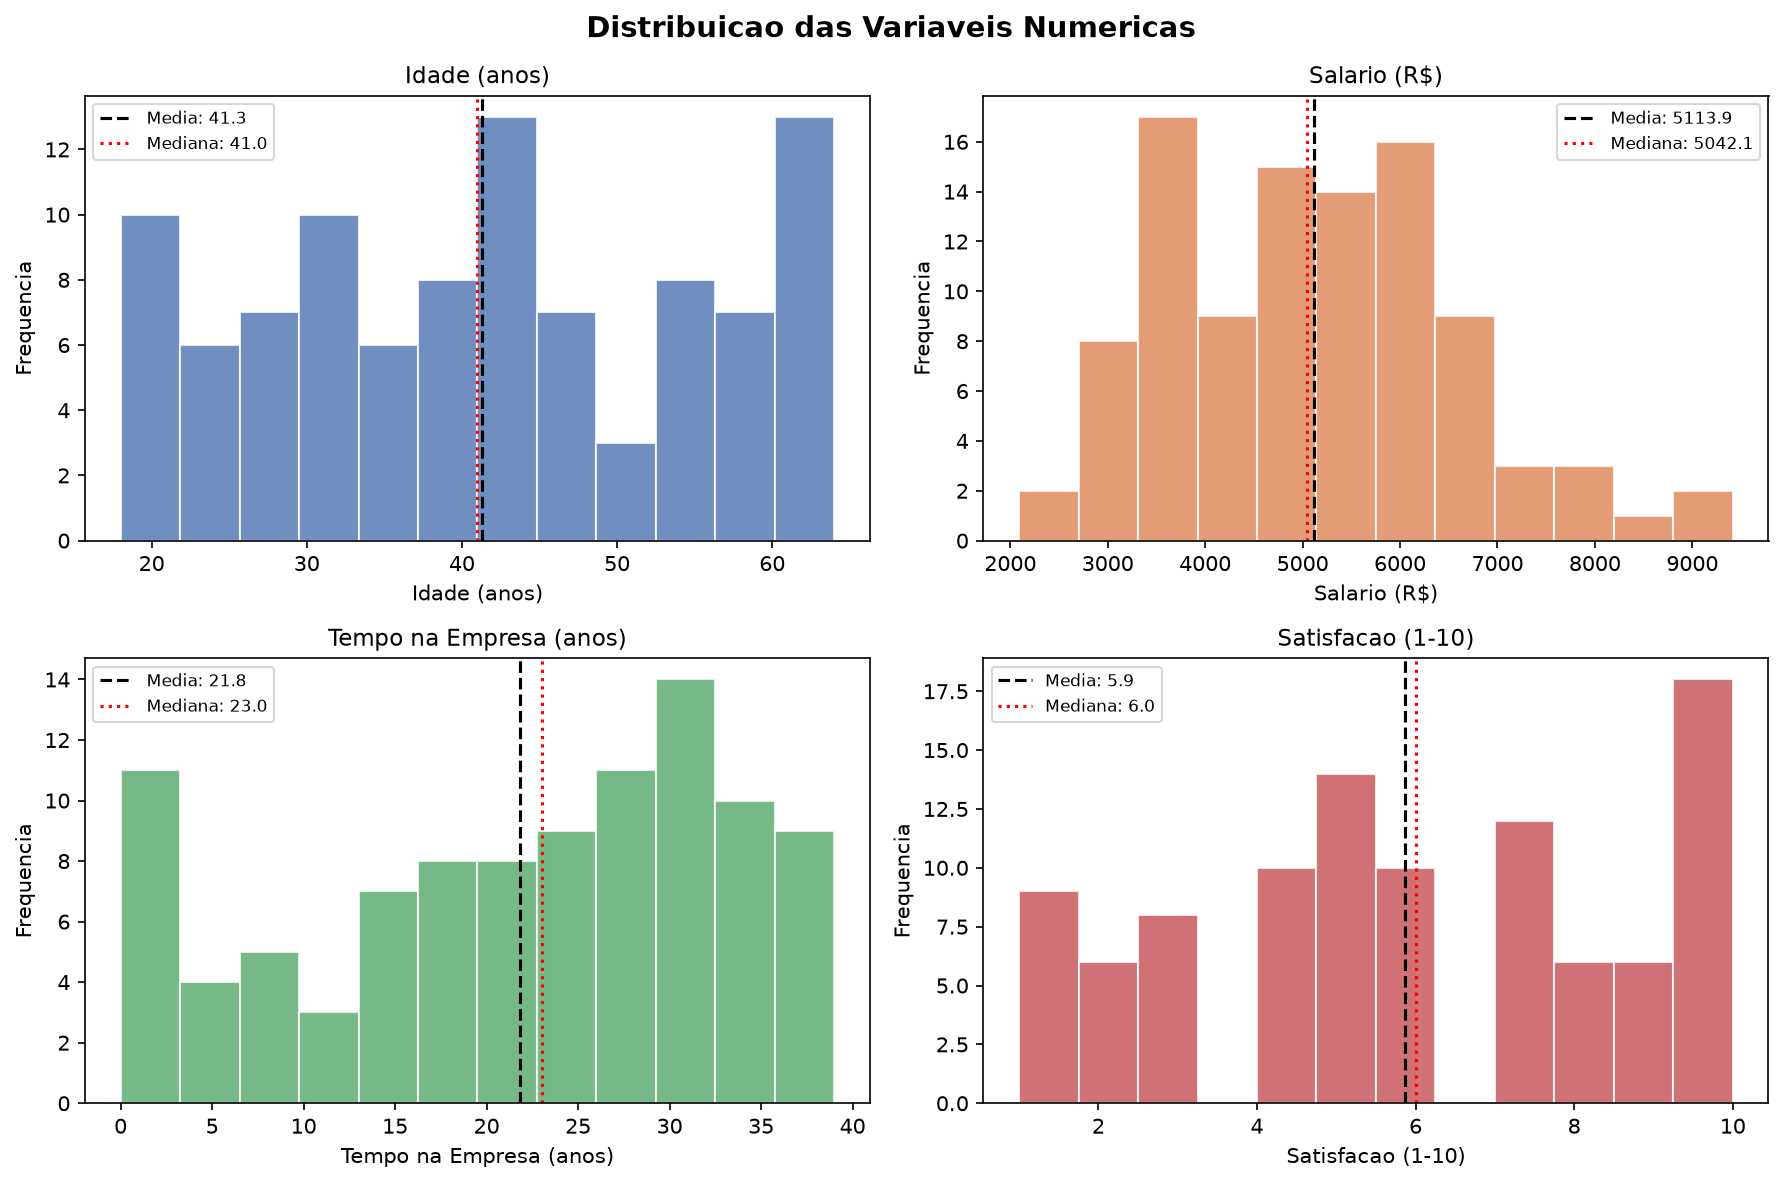 Distribuicao das Variaveis Numericas
Idade (anos)
Media: 41.3
Mediana: 41.0
Frequencia
12
10
8
6
4
2
0
20 30 40 50 60
Idade (anos)
Salario (R$)
Media: 5113.9
Mediana: 5042.1
Frequencia
16
14
12
10
8
6
4
2
0
2000 3000 4000 5000 6000 7000 8000 9000
Salario (R$)
Tempo na Empresa (anos)
Media: 21.8
Mediana: 23.0
Frequencia
14
12
10
8
6
4
2
0
0 5 10 15 20 25 30 35 40
Tempo na Empresa (anos)
Satisfacao (1-10)
Media: 5.9
Mediana: 6.0
Frequencia
17.5
15.0
12.5
10.0
7.5
5.0
2.5
0.0
2 4 6 8 10
Satisfacao (1-10)